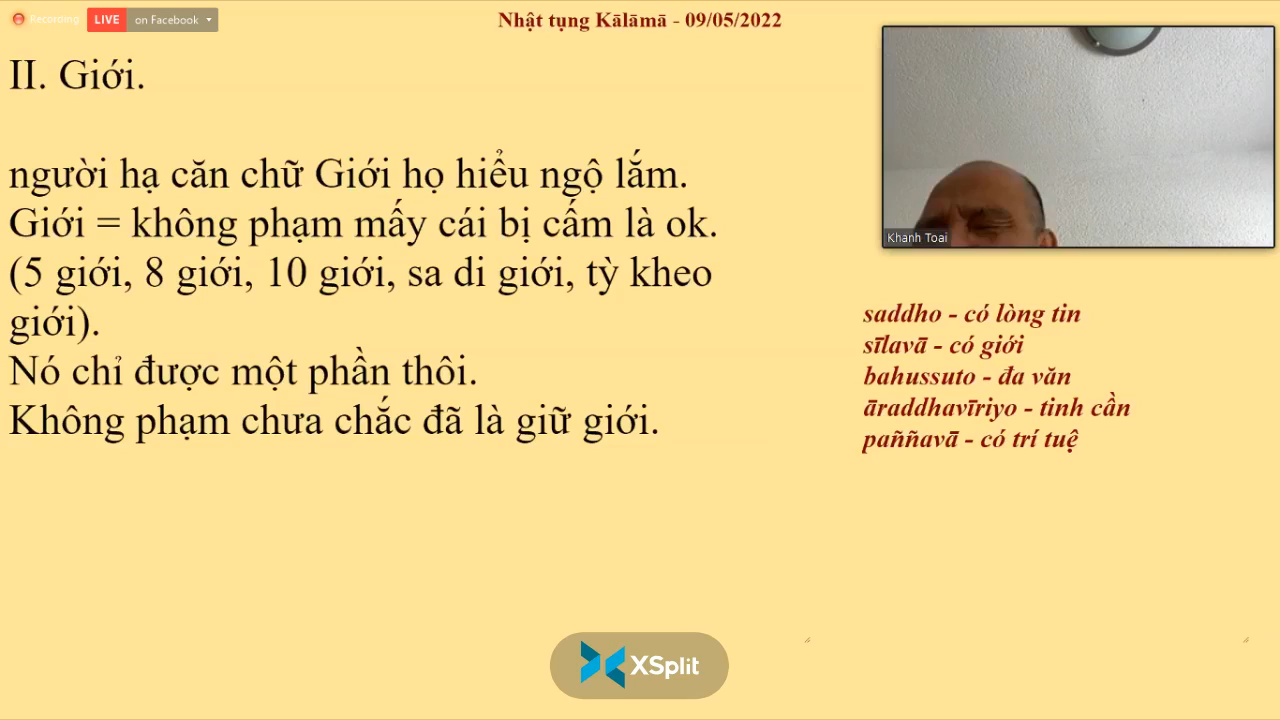 Recording
LIVE on Facebook
Nhật tụng Kālāmā - 09/05/2022
II. Giới.
người hạ căn chữ Giới họ hiểu ngộ lắm.
Giới = không phạm mấy cái bị cấm là ok.
(5 giới, 8 giới, 10 giới, sa di giới, tỳ kheo
giới).
Nó chỉ được một phần thôi.
Không phạm chưa chắc đã là giữ giới.
Khanh Toai
saddho - có lòng tin
sīlavā - có giới
bahussuto - đa văn
āraddhavīriyo - tinh cần
paññavā - có trí tuệ
XSplit